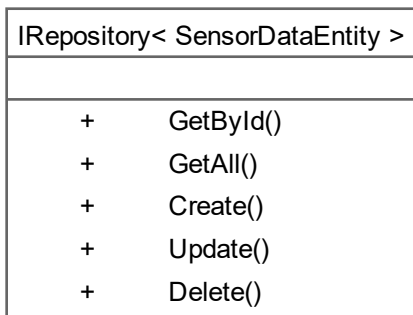 IRepository< SensorDataEntity >
+ GetById()
+ GetAll()
+ Create()
+ Update()
+ Delete()